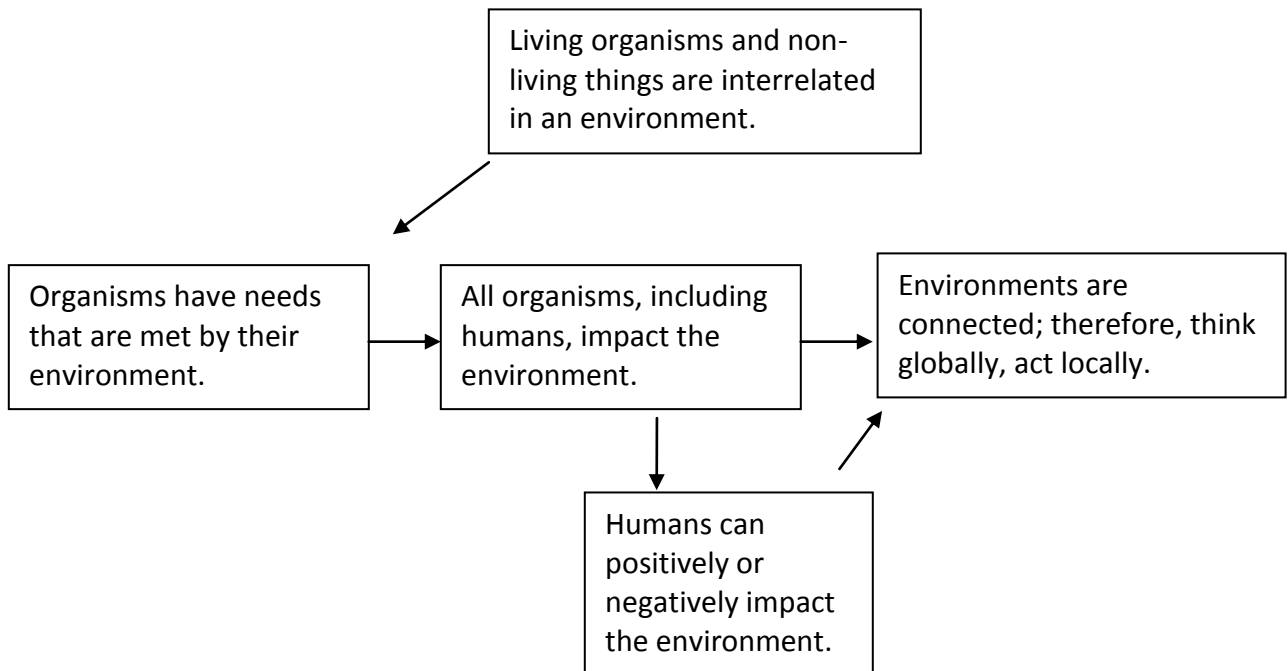 Living organisms and non-
living things are interrelated
in an environment.
Organisms have needs
that are met by their
environment.
All organisms, including
humans, impact the
environment.
Environments are
connected; therefore, think
globally, act locally.
Humans can
positively or
negatively impact
the environment.